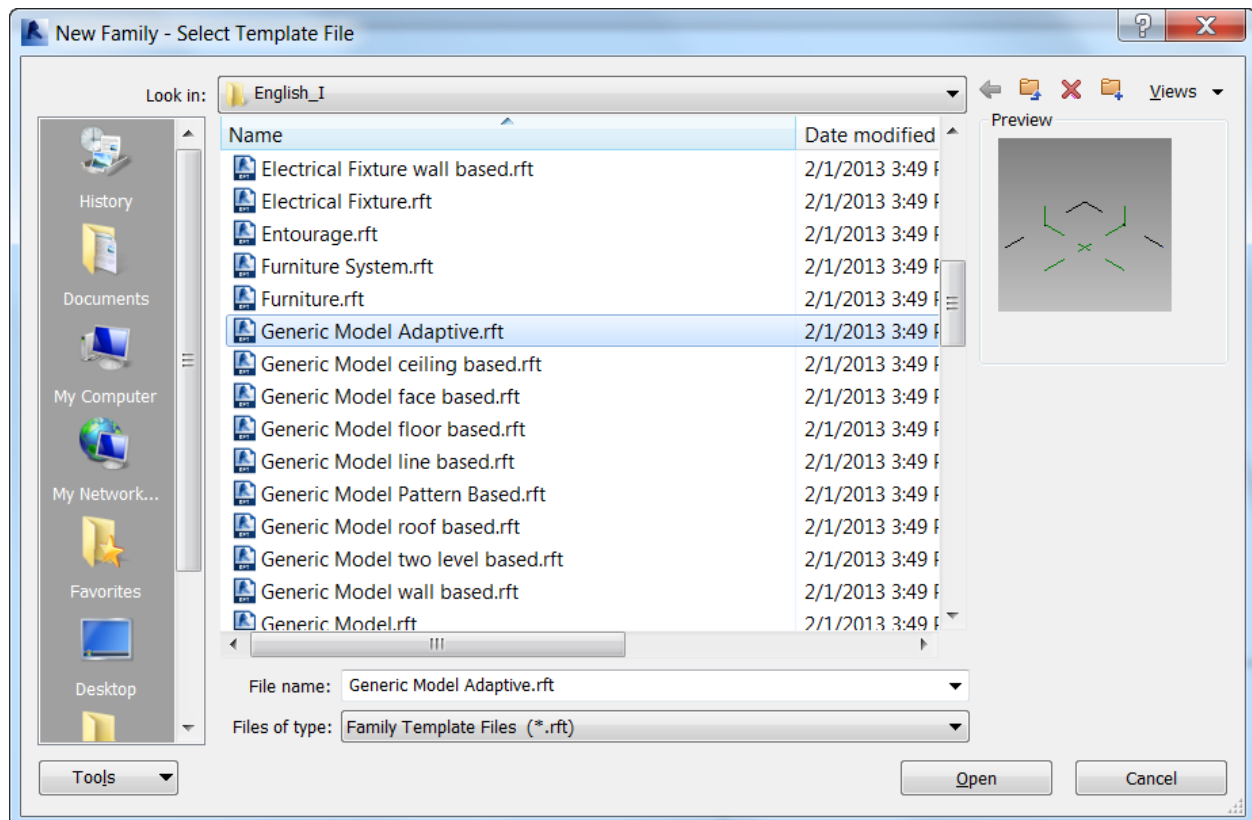 New Family - Select Template File
Look in: English_I Views
Name Date modified
Electrical Fixture wall based.rft 2/1/2013 3:49 P
Electrical Fixture.rft 2/1/2013 3:49 P
Entourage.rft 2/1/2013 3:49 P
Furniture System.rft 2/1/2013 3:49 P
Furniture.rft 2/1/2013 3:49 P
Generic Model Adaptive.rft 2/1/2013 3:49 P
Generic Model ceiling based.rft 2/1/2013 3:49 P
Generic Model face based.rft 2/1/2013 3:49 P
Generic Model floor based.rft 2/1/2013 3:49 P
Generic Model line based.rft 2/1/2013 3:49 P
Generic Model Pattern Based.rft 2/1/2013 3:49 P
Generic Model roof based.rft 2/1/2013 3:49 P
Generic Model two level based.rft 2/1/2013 3:49 P
Generic Model wall based.rft 2/1/2013 3:49 P
Generic Model.rft 2/1/2013 3:49 P
History
Documents
My Computer
My Network...
Favorites
Desktop
Preview
File name: Generic Model Adaptive.rft
Files of type: Family Template Files (*.rft)
Tools Open Cancel